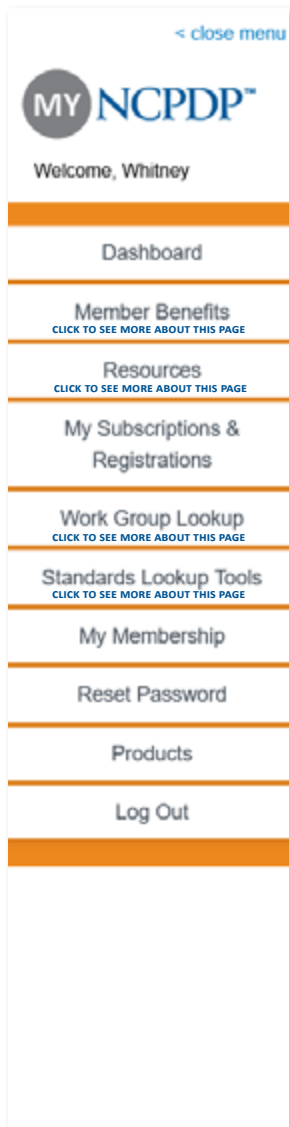 < close menu
MY NCPDP™
Welcome, Whitney
Dashboard
Member Benefits
CLICK TO SEE MORE ABOUT THIS PAGE
Resources
CLICK TO SEE MORE ABOUT THIS PAGE
My Subscriptions &
Registrations
Work Group Lookup
CLICK TO SEE MORE ABOUT THIS PAGE
Standards Lookup Tools
CLICK TO SEE MORE ABOUT THIS PAGE
My Membership
Reset Password
Products
Log Out